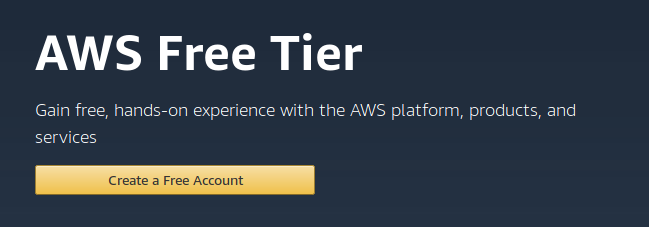 AWS Free Tier
Gain free, hands-on experience with the AWS platform, products, and
services
Create a Free Account